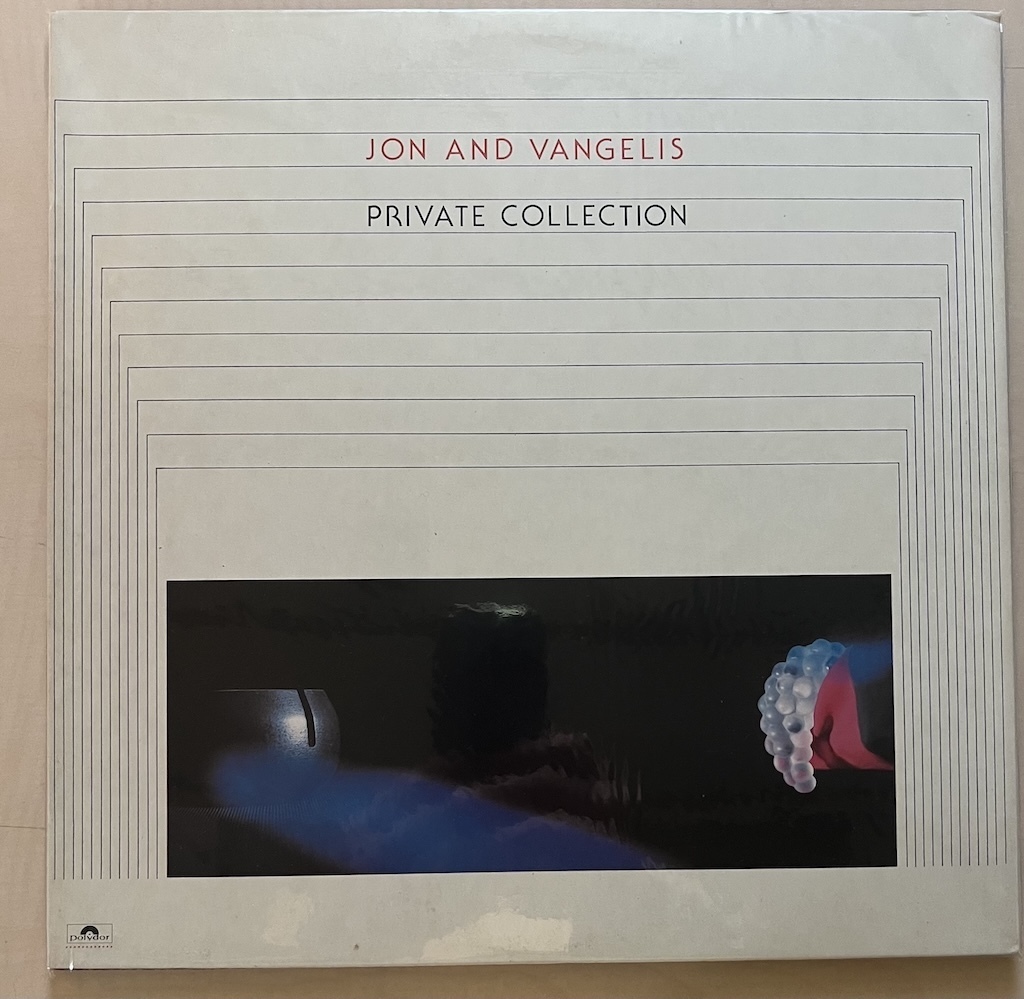 JON AND VANGELIS
PRIVATE COLLECTION
polydor